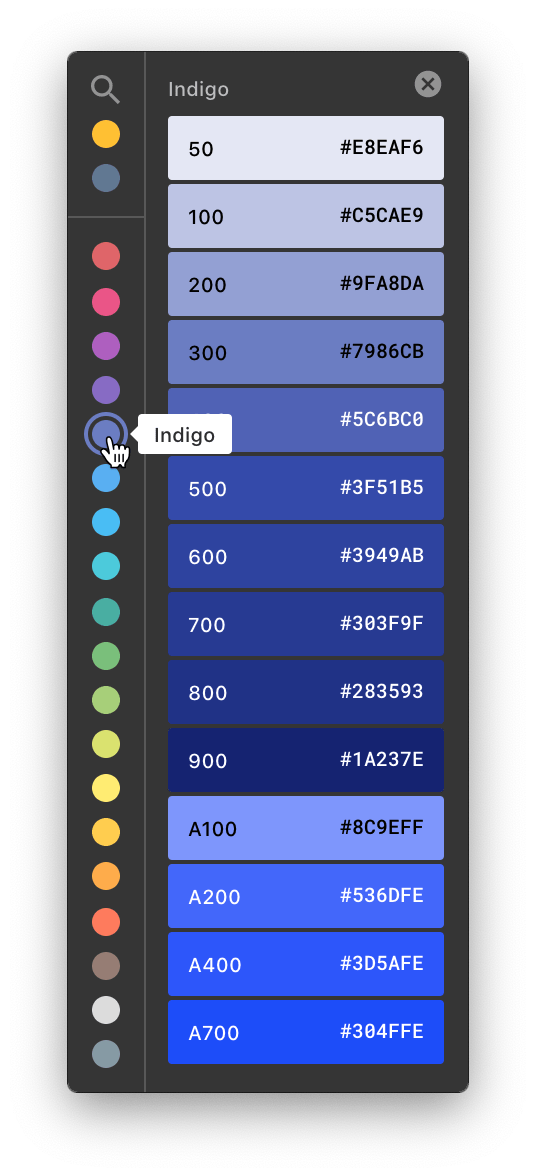 Indigo
50 #E8EAF6
100 #C5CAE9
200 #9FA8DA
300 #7986CB
#5C6BC0
Indigo
500 #3F51B5
600 #3949AB
700 #303F9F
800 #283593
900 #1A237E
A100 #8C9EFF
A200 #536DFE
A400 #3D5AFE
A700 #304FFE